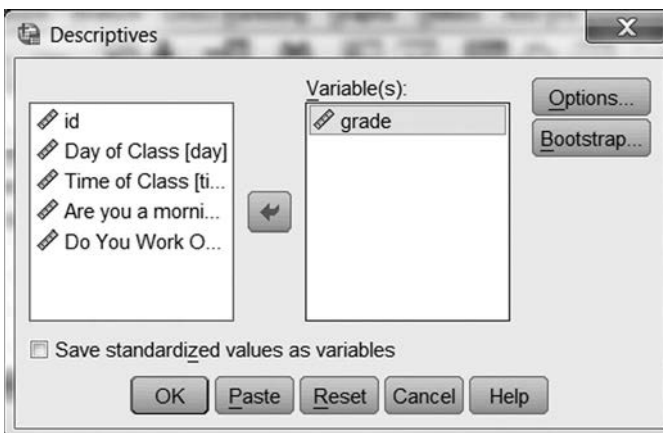 Descriptives
X
Variable(s):
id
Day of Class [day]
Time of Class [ti...
Are you a morni...
Do You Work O...
grade
Options...
Bootstrap...
Save standardized values as variables
OK
Paste
Reset
Cancel
Help